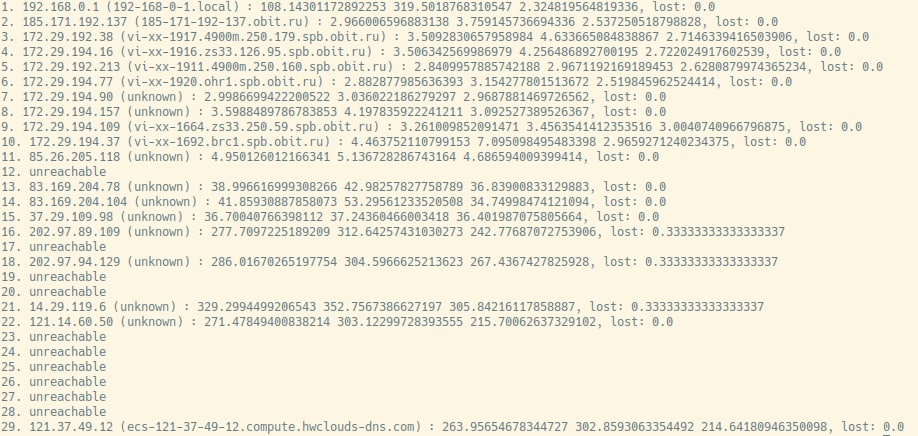 1. 192.168.0.1 (192-168-0-1.local) : 108.14301172892253 319.5018768310547 2.324819564819336, lost: 0.0
2. 185.171.192.137 (185-171-192-137.obit.ru) : 2.966006596883138 3.759145736694336 2.537250518798828, lost: 0.0
3. 172.29.192.38 (vi-xx-1917.4900m.250.179.spb.obit.ru) : 3.5092830657958984 4.633665084838867 2.7146339416503906, lost: 0.0
4. 172.29.194.16 (vi-xx-1916.zs33.126.95.spb.obit.ru) : 3.506342569986979 4.256486892700195 2.722024917602539, lost: 0.0
5. 172.29.192.213 (vi-xx-1911.4900m.250.160.spb.obit.ru) : 2.8409957885742188 2.9671192169189453 2.6280879974365234, lost: 0.0
6. 172.29.194.77 (vi-xx-1920.ohr1.spb.obit.ru) : 2.882877985636393 3.154277801513672 2.519845962524414, lost: 0.0
7. 172.29.194.90 (unknown) : 2.9986699422200522 3.036022186279297 2.9687881469726562, lost: 0.0
8. 172.29.194.157 (unknown) : 3.5988489786783854 4.197835922241211 3.092527389526367, lost: 0.0
9. 172.29.194.109 (vi-xx-1664.zs33.250.59.spb.obit.ru) : 3.261009852091471 3.4563541412353516 3.0040740966796875, lost: 0.0
10. 172.29.194.37 (vi-xx-1692.brc1.spb.obit.ru) : 4.463752110799153 7.095098495483398 2.9659271240234375, lost: 0.0
11. 85.26.205.118 (unknown) : 4.950126012166341 5.136728286743164 4.686594009399414, lost: 0.0
12. unreachable
13. 83.169.204.78 (unknown) : 38.996616999308266 42.98257827758789 36.83900833129883, lost: 0.0
14. 83.169.204.104 (unknown) : 41.85930887858073 53.29561233520508 34.74998474121094, lost: 0.0
15. 37.29.109.98 (unknown) : 36.70040766398112 37.24360466003418 36.401987075805664, lost: 0.0
16. 202.97.89.109 (unknown) : 277.7097225189209 312.64257431030273 242.77687072753906, lost: 0.33333333333333337
17. unreachable
18. 202.97.94.129 (unknown) : 286.01670265197754 304.5966625213623 267.4367427825928, lost: 0.33333333333333337
19. unreachable
20. unreachable
21. 14.29.119.6 (unknown) : 329.2994499206543 352.7567386627197 305.84216117858887, lost: 0.33333333333333337
22. 121.14.60.50 (unknown) : 271.47849400838214 303.12299728393555 215.70062637329102, lost: 0.0
23. unreachable
24. unreachable
25. unreachable
26. unreachable
27. unreachable
28. unreachable
29. 121.37.49.12 (ecs-121-37-49-12.compute.hwclouds-dns.com) : 263.95654678344727 302.8593063354492 214.64180946350098, lost: 0.0